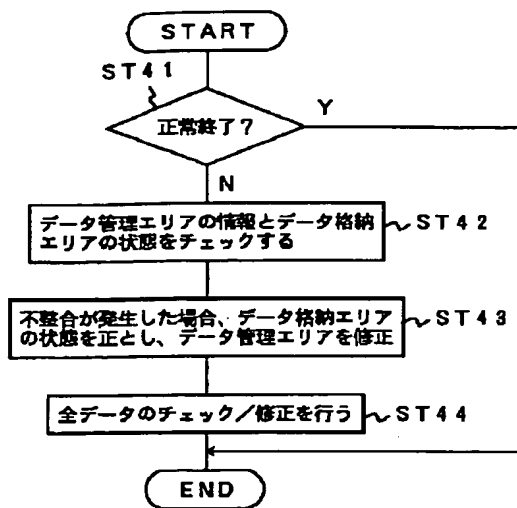 START
ST41
正常終了？
Y
N
データ管理エリアの情報とデータ格納
エリアの状態をチェックする
ST42
不整合が発生した場合、データ格納エリア
の状態を正とし、データ管理エリアを修正
ST43
全データのチェック／修正を行う
ST44
END